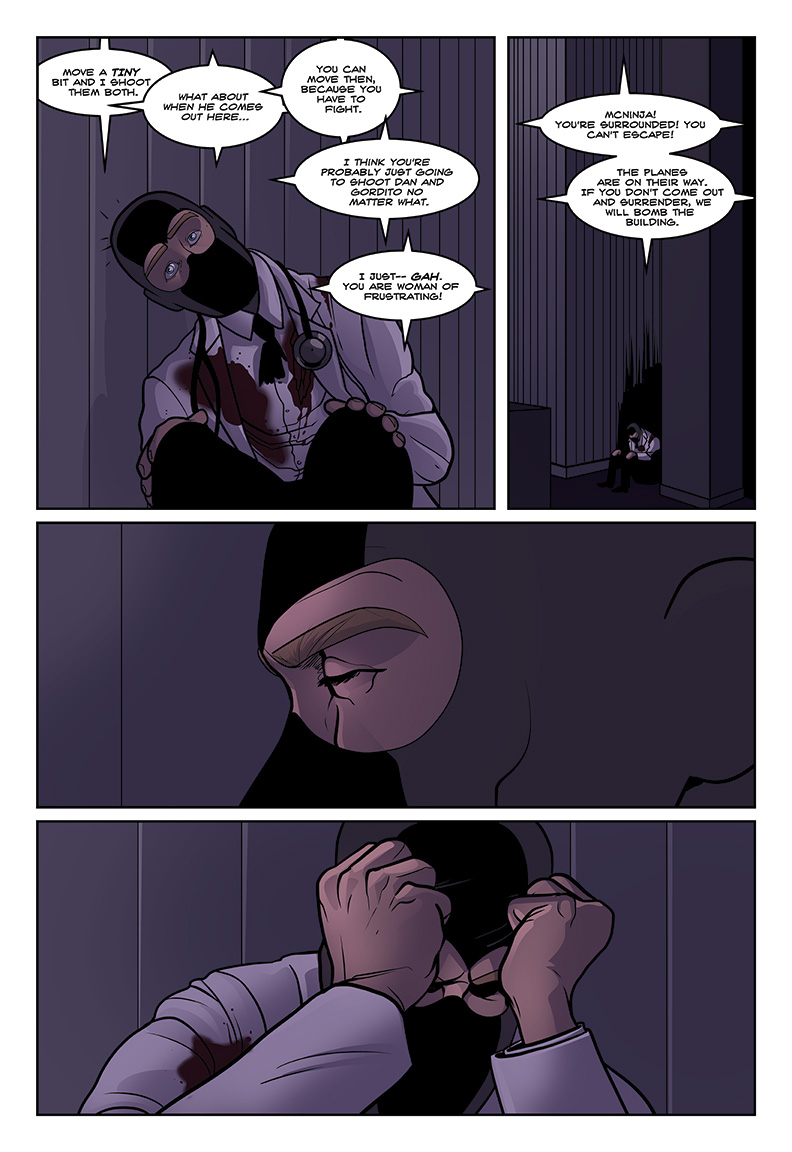 MOVE A TINY
BIT AND I SHOOT
THEM BOTH.
WHAT ABOUT
WHEN HE COMES
OUT HERE...
YOU CAN
MOVE THEN,
BECAUSE YOU
HAVE TO
FIGHT.
I THINK YOU'RE
PROBABLY JUST GOING
TO SHOOT DAN AND
GORDITO NO
MATTER WHAT.
I JUST-- GAH.
YOU ARE WOMAN OF
FRUSTRATING!
MCNINJA!
YOU'RE SURROUNDED! YOU
CAN'T ESCAPE!
THE PLANES
ARE ON THEIR WAY.
IF YOU DON'T COME OUT
AND SURRENDER, WE
WILL BOMB THE
BUILDING.